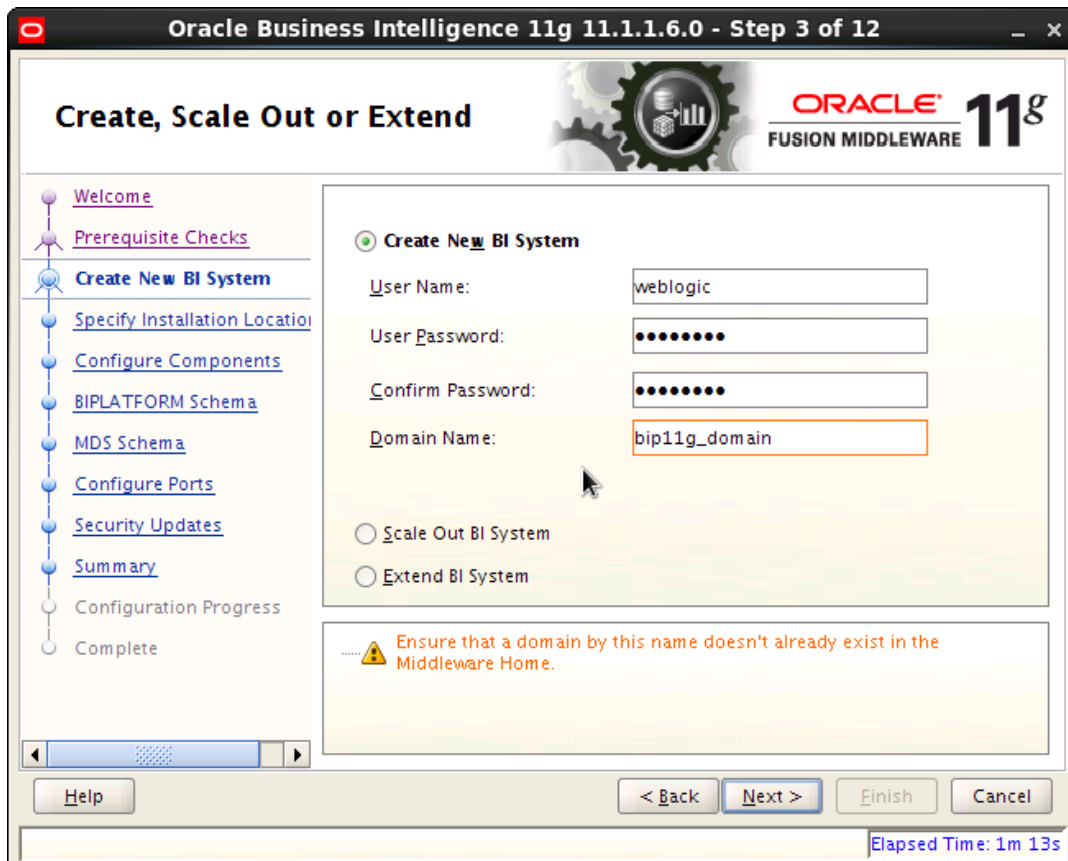 Oracle Business Intelligence 11g 11.1.1.6.0 - Step 3 of 12
Create, Scale Out or Extend
ORACLE®
FUSION MIDDLEWARE
11g
Welcome
Prerequisite Checks
Create New BI System
Specify Installation Locatio
Configure Components
BIPLATFORM Schema
MDS Schema
Configure Ports
Security Updates
Summary
Configuration Progress
Complete
Create New BI System
User Name:
weblogic
User Password:
••••••••
Confirm Password:
••••••••
Domain Name:
bip11g_domain
Scale Out BI System
Extend BI System
Ensure that a domain by this name doesn't already exist in the
Middleware Home.
Help
< Back
Next >
Finish
Cancel
Elapsed Time: 1m 13s